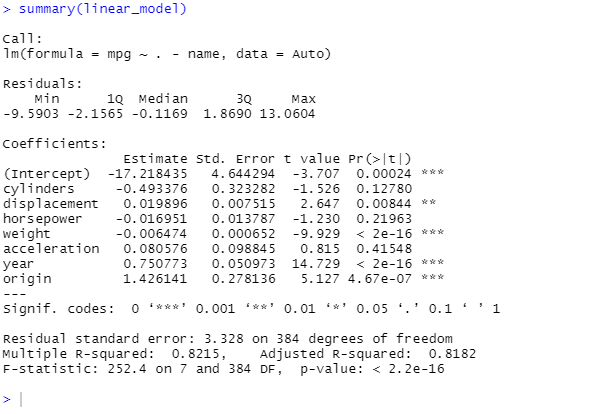 > summary(linear_model)
Call:
lm(formula = mpg ~ . - name, data = Auto)
Residuals:
    Min      1Q  Median      3Q     Max
-9.5903 -2.1565 -0.1169  1.8690 13.0604
Coefficients:
               Estimate Std. Error t value Pr(>|t|)
(Intercept)  -17.218435   4.644294  -3.707  0.00024 ***
cylinders     -0.493376   0.323282  -1.526  0.12780
displacement   0.019896   0.007515   2.647  0.00844 **
horsepower    -0.016951   0.013787  -1.230  0.21963
weight        -0.006474   0.000652  -9.929  < 2e-16 ***
acceleration   0.080576   0.098845   0.815  0.41548
year           0.750773   0.050973  14.729  < 2e-16 ***
origin         1.426141   0.278136   5.127 4.67e-07 ***
---
Signif. codes:  0 ‘***’ 0.001 ‘**’ 0.01 ‘*’ 0.05 ‘.’ 0.1 ‘ ’ 1
Residual standard error: 3.328 on 384 degrees of freedom
Multiple R-squared:  0.8215,    Adjusted R-squared:  0.8182
F-statistic: 252.4 on 7 and 384 DF,  p-value: < 2.2e-16
>